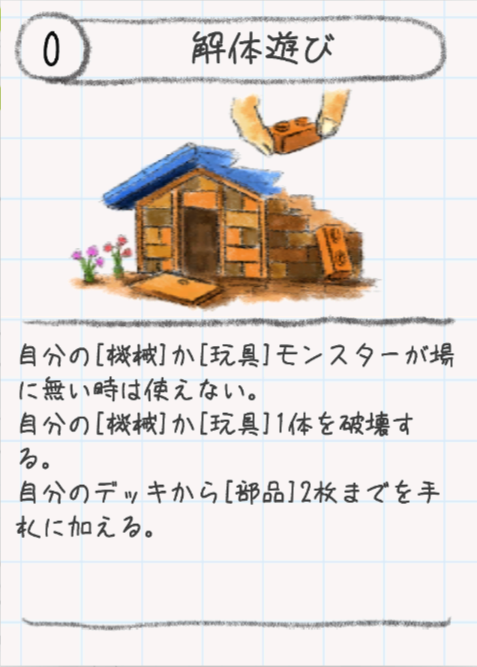 0
解体遊び
自分の[機械]か[玩具]モンスターが場
に無い時は使えない。
自分の[機械]か[玩具]1体を破壊す
る。
自分のデッキから[部品]2枚までを手
札に加える。